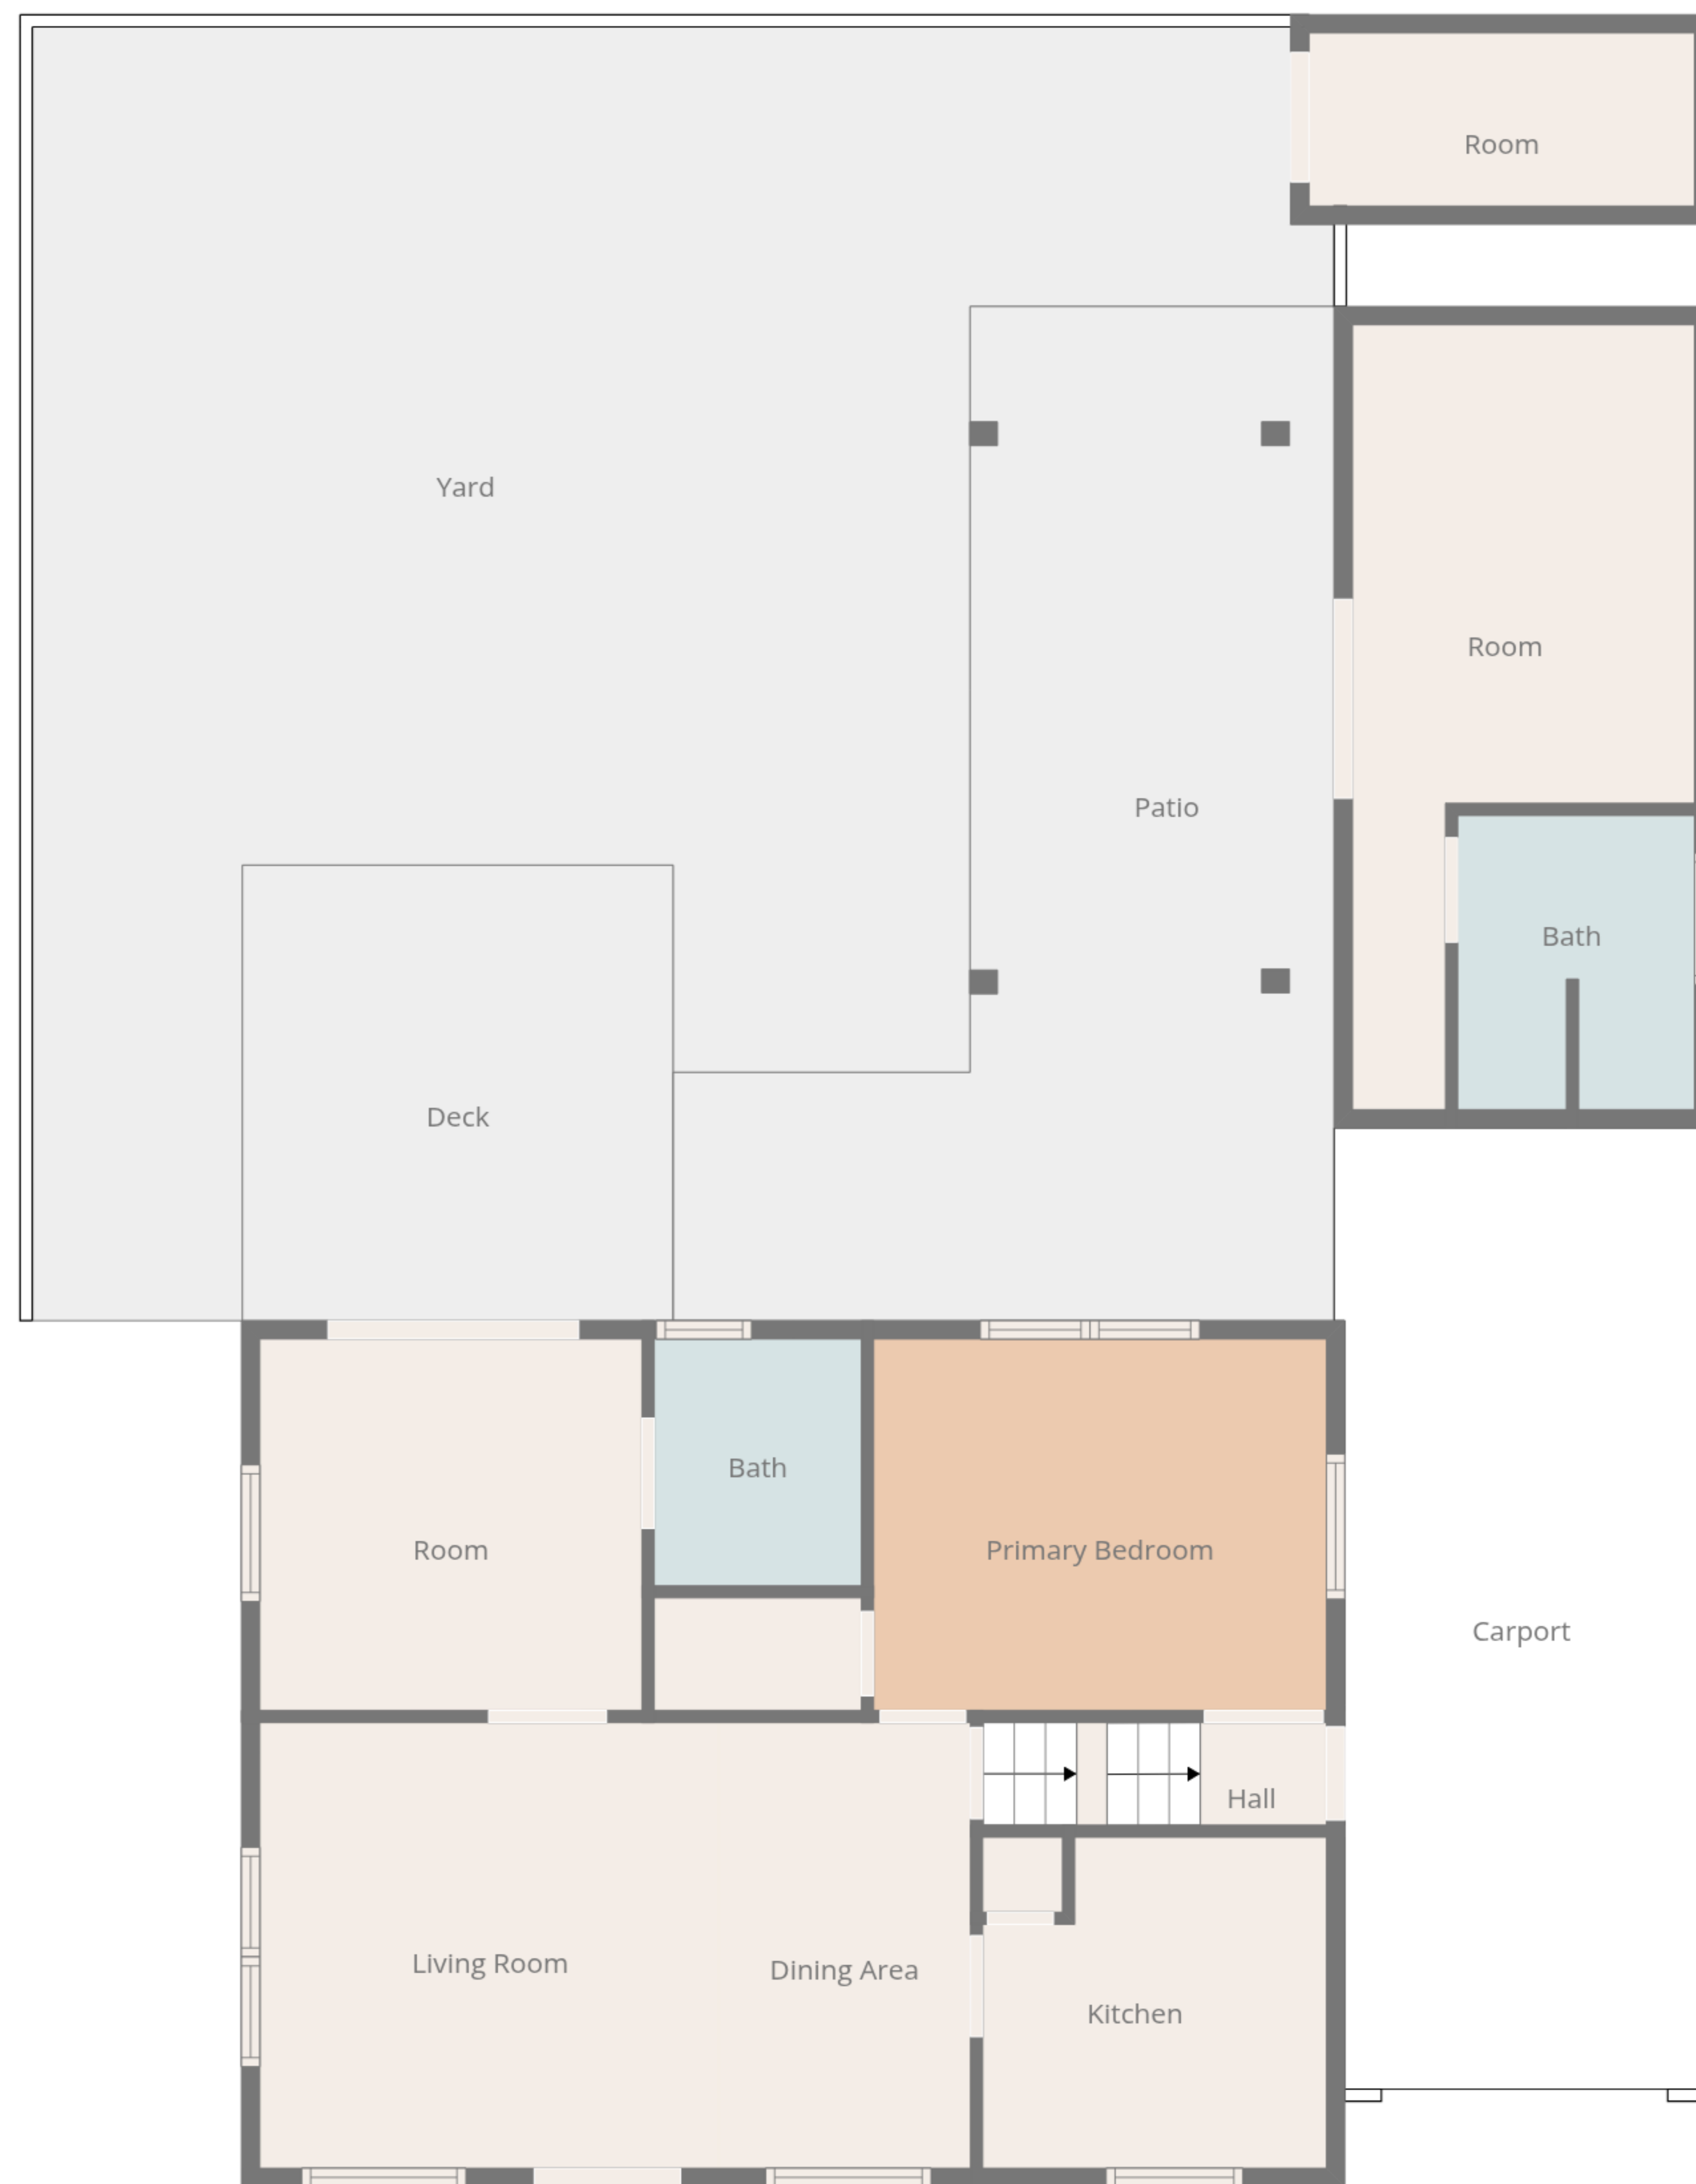 Room
Yard
Room
Patio
Bath
Deck
Bath
Room
Primary Bedroom
Carport
Hall
Living Room
Dining Area
Kitchen